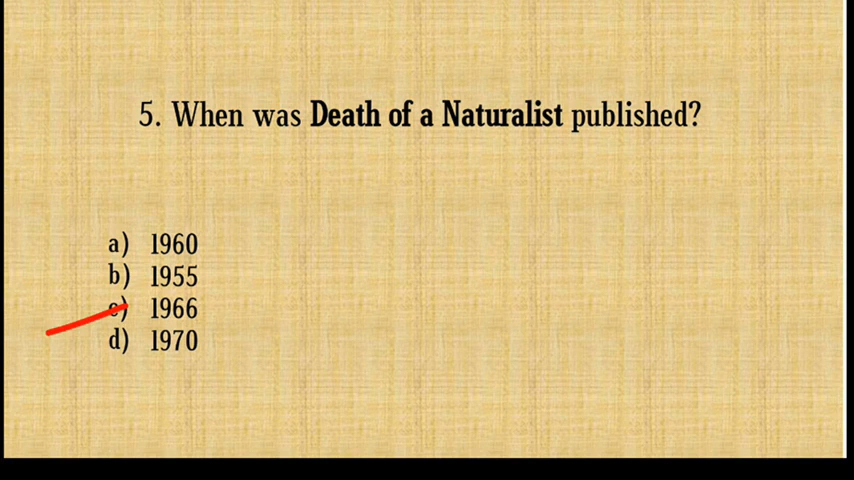 5. When was Death of a Naturalist published?
a) 1960
b) 1955
c) 1966
d) 1970